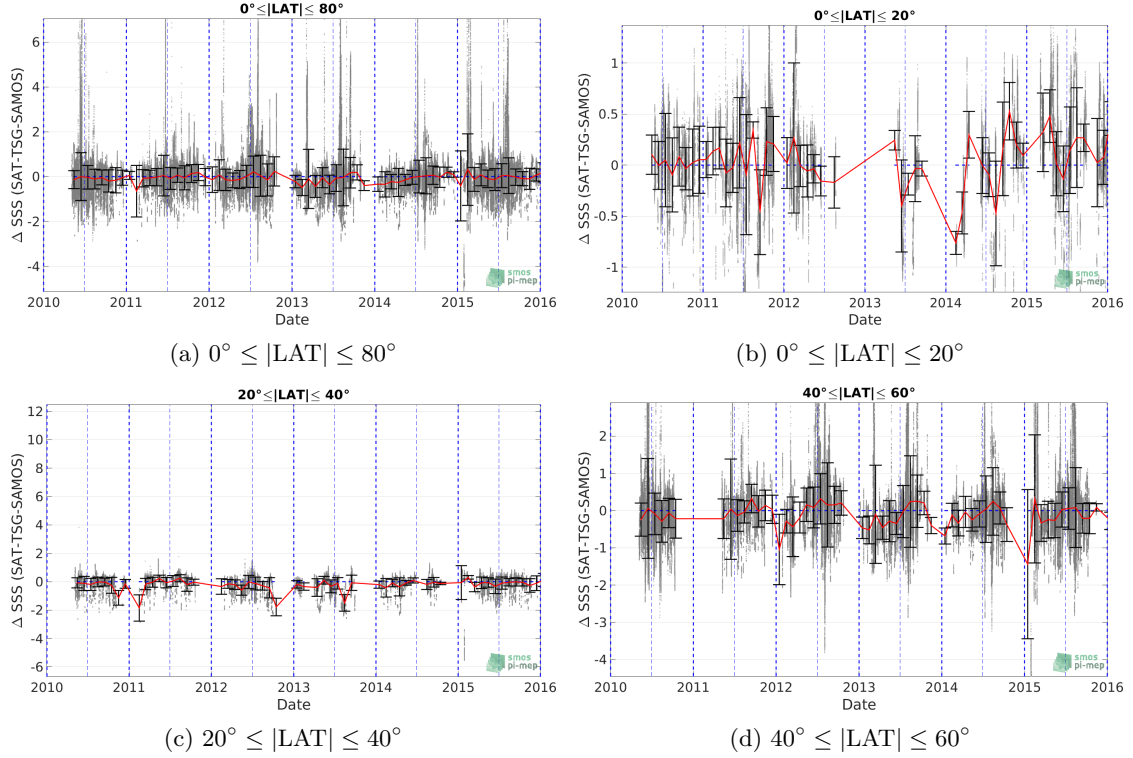 0°≤|LAT|≤ 80°
Δ SSS (SAT-TSG-SAMOS)
6
4
2
0
-2
-4
2010 2011 2012 2013 2014 2015 2016
Date
smos
pi-mep
(a) 0° ≤ |LAT| ≤ 80°
0°≤|LAT|≤ 20°
Δ SSS (SAT-TSG-SAMOS)
1
0.5
0
-0.5
-1
2010 2011 2012 2013 2014 2015 2016
Date
smos
pi-mep
(b) 0° ≤ |LAT| ≤ 20°
20°≤|LAT|≤ 40°
Δ SSS (SAT-TSG-SAMOS)
12
10
8
6
4
2
0
-2
-4
-6
2010 2011 2012 2013 2014 2015 2016
Date
smos
pi-mep
(c) 20° ≤ |LAT| ≤ 40°
40°≤|LAT|≤ 60°
Δ SSS (SAT-TSG-SAMOS)
2
1
0
-1
-2
-3
-4
2010 2011 2012 2013 2014 2015 2016
Date
smos
pi-mep
(d) 40° ≤ |LAT| ≤ 60°